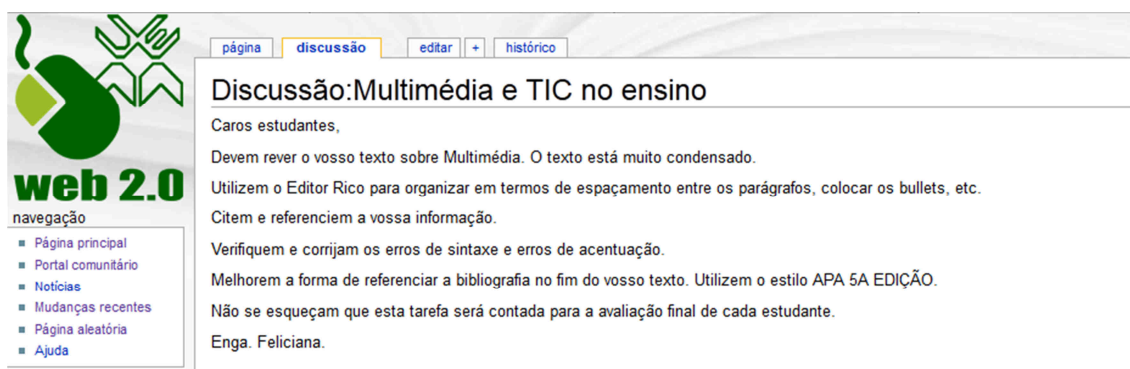 página discussão editar + histórico
Discussão:Multimédia e TIC no ensino
Caros estudantes,
Devem rever o vosso texto sobre Multimédia. O texto está muito condensado.
Utilizem o Editor Rico para organizar em termos de espaçamento entre os parágrafos, colocar os bullets, etc.
Citem e referenciem a vossa informação.
Verifiquem e corrijam os erros de sintaxe e erros de acentuação.
Melhorem a forma de referenciar a bibliografia no fim do vosso texto. Utilizem o estilo APA 5A EDIÇÃO.
Não se esqueçam que esta tarefa será contada para a avaliação final de cada estudante.
Enga. Feliciana.
web 2.0
navegação
Página principal
Portal comunitário
Notícias
Mudanças recentes
Página aleatória
Ajuda